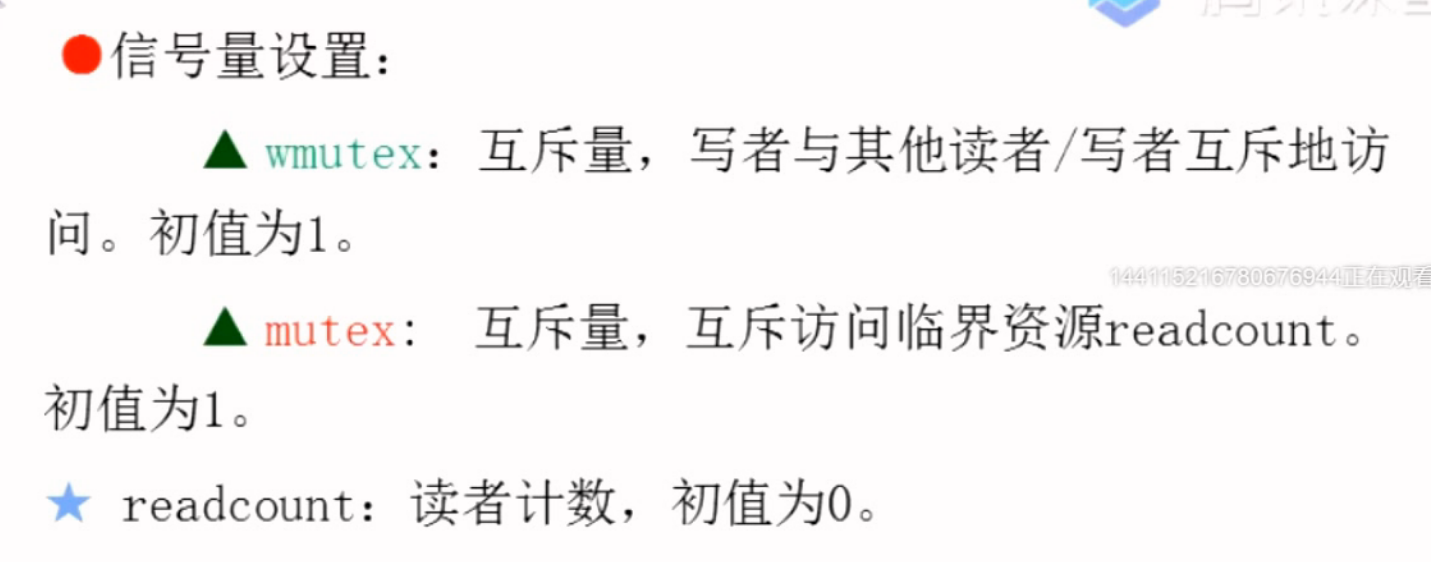 信号量设置：
wmutex：互斥量，写者与其他读者/写者互斥地访
问。初值为1。
144115216780676944正在观看
mutex： 互斥量，互斥访问临界资源readcount。
初值为1。
readcount：读者计数，初值为0。